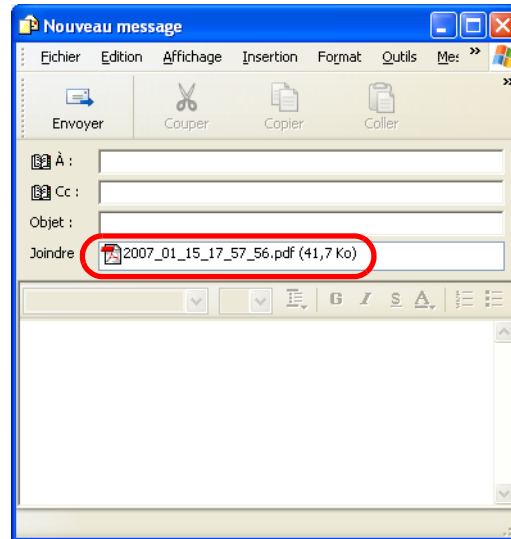 Nouveau message
Fichier Edition Affichage Insertion Format Outils Mes »
»
Envoyer Couper Copier Coller
À :
Cc :
Objet :
Joindre 2007_01_15_17_57_56.pdf (41,7 Ko)
G I S A